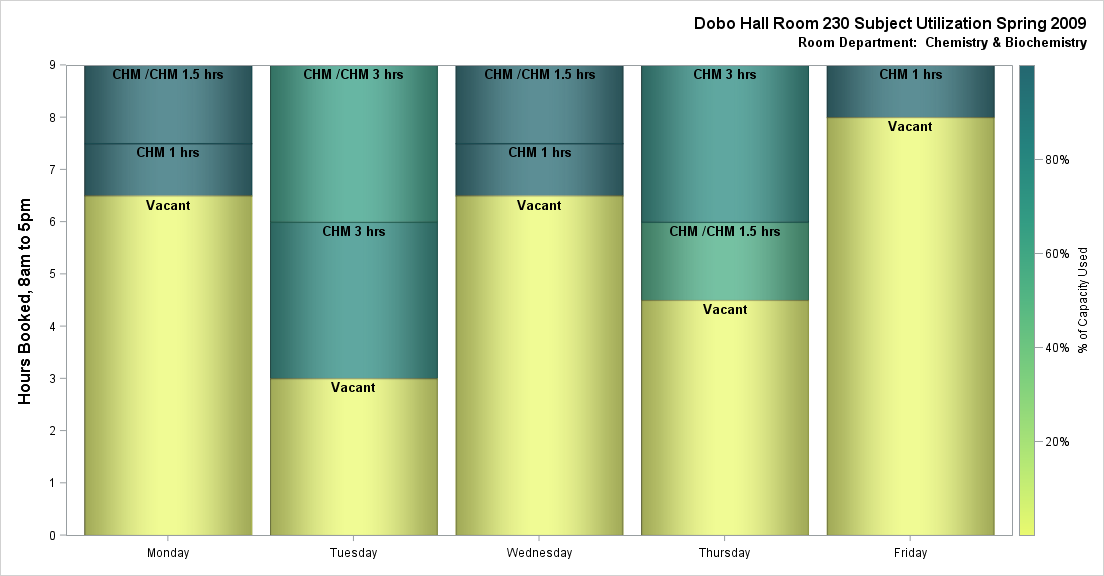 Dobo Hall Room 230 Subject Utilization Spring 2009
Room Department:  Chemistry & Biochemistry
Hours Booked, 8am to 5pm
9
8
7
6
5
4
3
2
1
0
CHM /CHM 1.5 hrs
CHM 1 hrs
Vacant
CHM /CHM 3 hrs
CHM 3 hrs
Vacant
CHM /CHM 1.5 hrs
CHM 1 hrs
Vacant
CHM 3 hrs
CHM /CHM 1.5 hrs
Vacant
CHM 1 hrs
Vacant
Monday
Tuesday
Wednesday
Thursday
Friday
80%
60%
40%
20%
% of Capacity Used